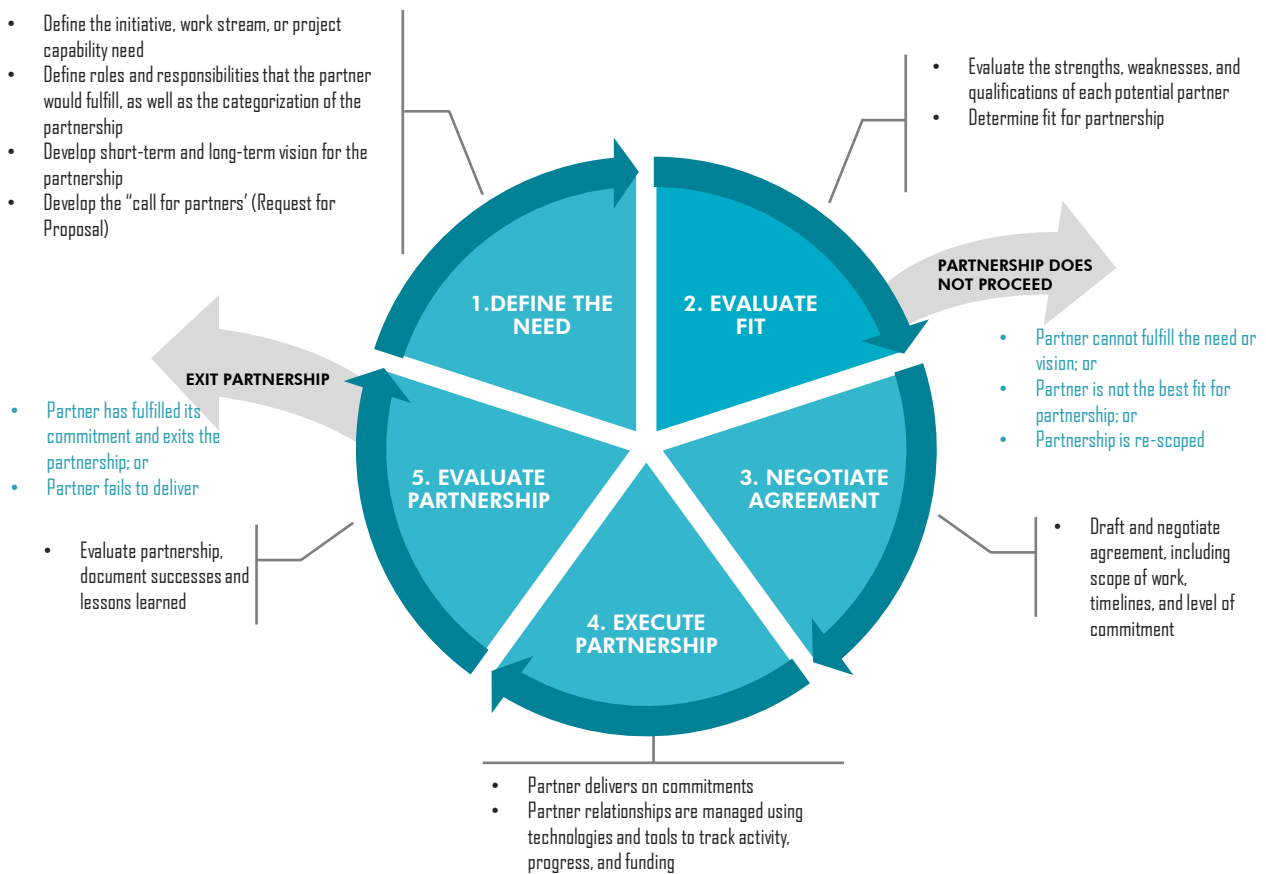 • Define the initiative, work stream, or project
capability need
• Define roles and responsibilities that the partner
would fulfill, as well as the categorization of the
partnership
• Develop short-term and long-term vision for the
partnership
• Develop the “call for partners’ (Request for
Proposal)
• Evaluate the strengths, weaknesses, and
qualifications of each potential partner
• Determine fit for partnership
1.DEFINE THE
NEED
2. EVALUATE
FIT
PARTNERSHIP DOES
NOT PROCEED
• Partner cannot fulfill the need or
vision; or
• Partner is not the best fit for
partnership; or
• Partnership is re-scoped
3. NEGOTIATE
AGREEMENT
• Draft and negotiate
agreement, including
scope of work,
timelines, and level of
commitment
4. EXECUTE
PARTNERSHIP
• Partner delivers on commitments
• Partner relationships are managed using
technologies and tools to track activity,
progress, and funding
5. EVALUATE
PARTNERSHIP
• Evaluate partnership,
document successes and
lessons learned
EXIT PARTNERSHIP
• Partner has fulfilled its
commitment and exits the
partnership; or
• Partner fails to deliver